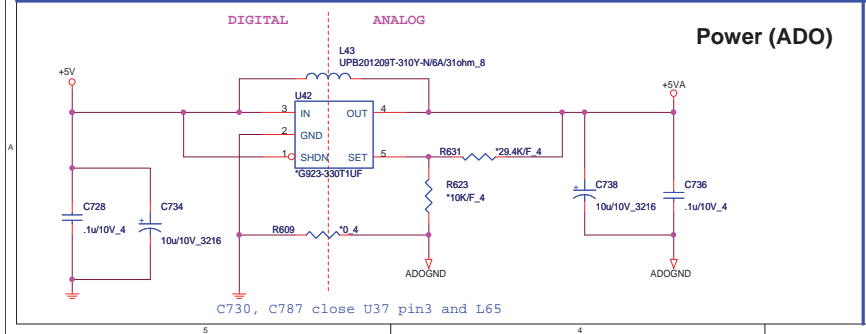 DIGITAL ANALOG
Power (ADO)
L43
UPB201209T-310Y-N/6A/31ohm_8
+5V
+5VA
U42
3 IN OUT 4
2 GND
1 SHDN SET 5
*G923-330T1UF
R631 *29.4K/F_4
R623
*10K/F_4
A
C728
.1u/10V_4
C734
10u/10V_3216
C738
10u/10V_3216
C736
.1u/10V_4
R609 *0_4
ADOGND
ADOGND
C730, C787 close U37 pin3 and L65
5 4